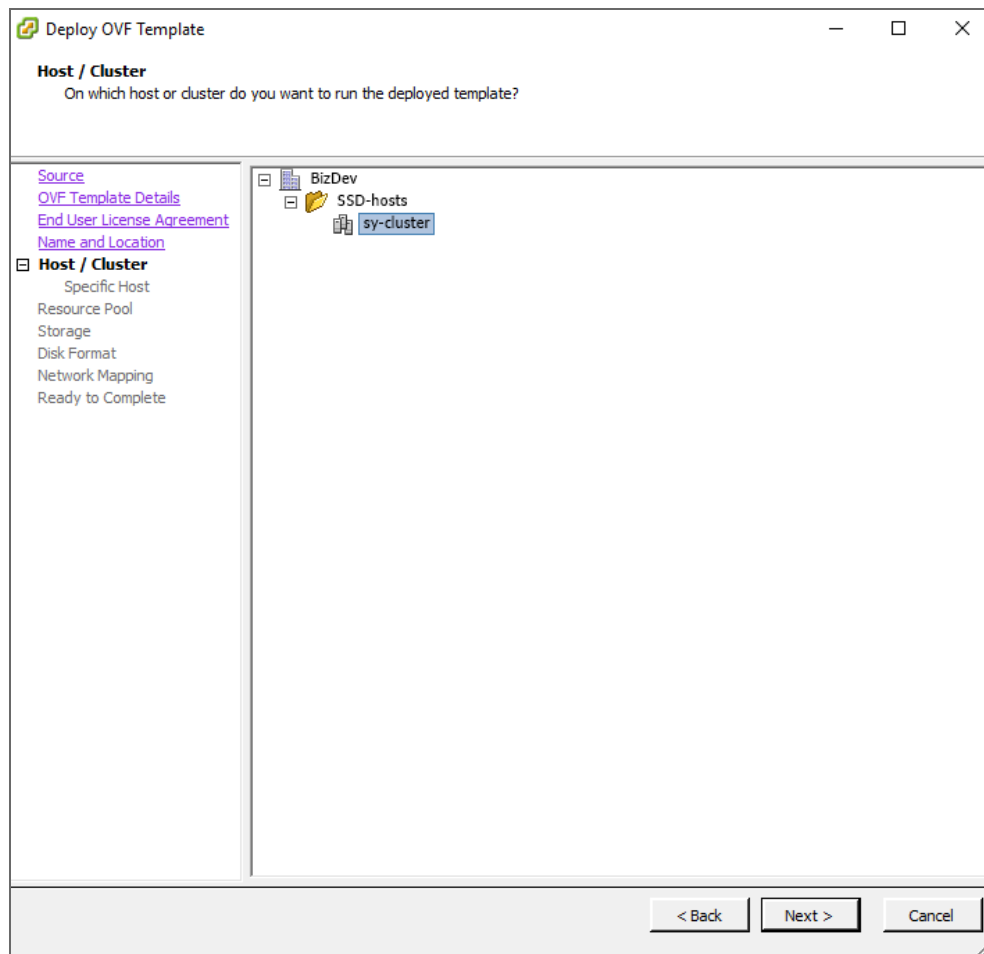 Deploy OVF Template
Host / Cluster
On which host or cluster do you want to run the deployed template?
Source
OVF Template Details
End User License Agreement
Name and Location
Host / Cluster
Specific Host
Resource Pool
Storage
Disk Format
Network Mapping
Ready to Complete
BizDev
SSD-hosts
sy-cluster
< Back
Next >
Cancel